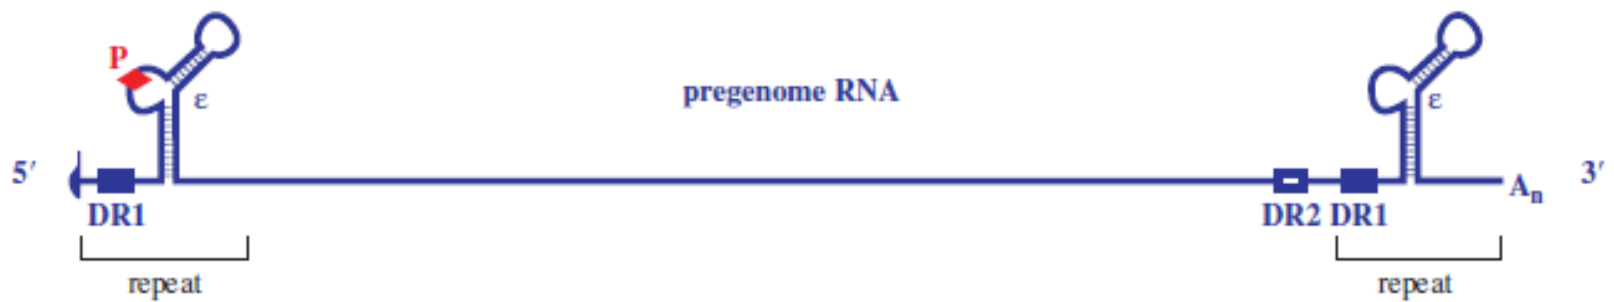 P
ε
pregenome RNA
ε
5′
An
3′
DR1
DR2 DR1
repeat
repeat